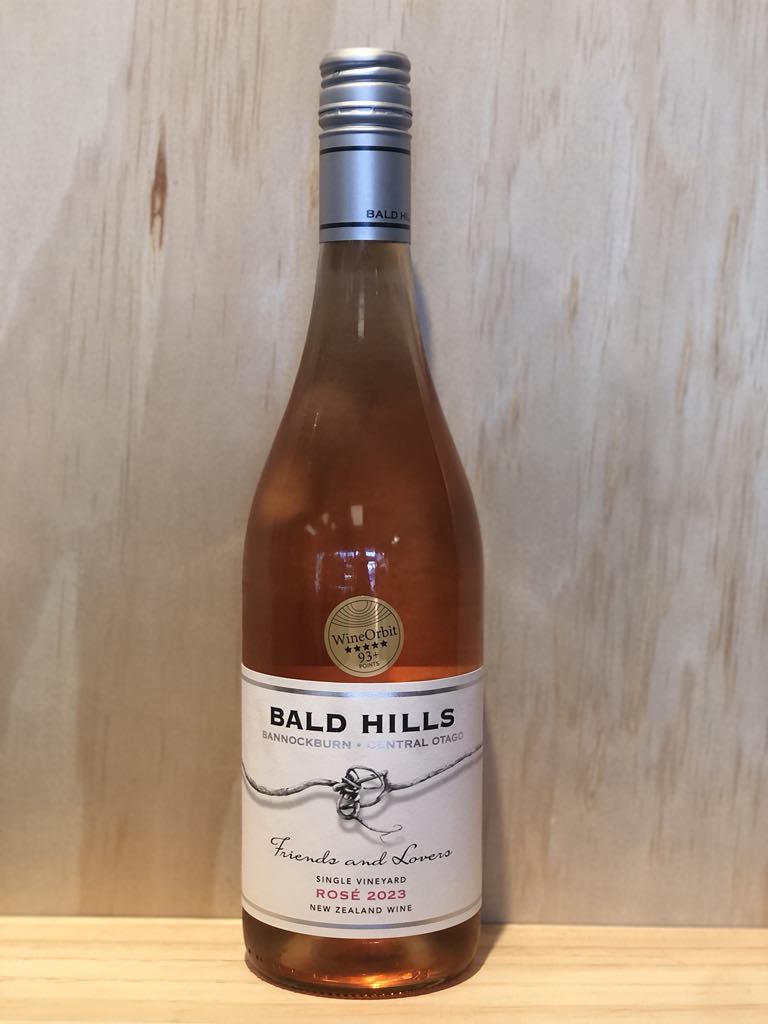 BALD HI
WineOrbit
93+
POINTS
BALD HILLS
BANNOCKBURN • CENTRAL OTAGO
Friends and Lovers
SINGLE VINEYARD
ROSÉ 2023
NEW ZEALAND WINE